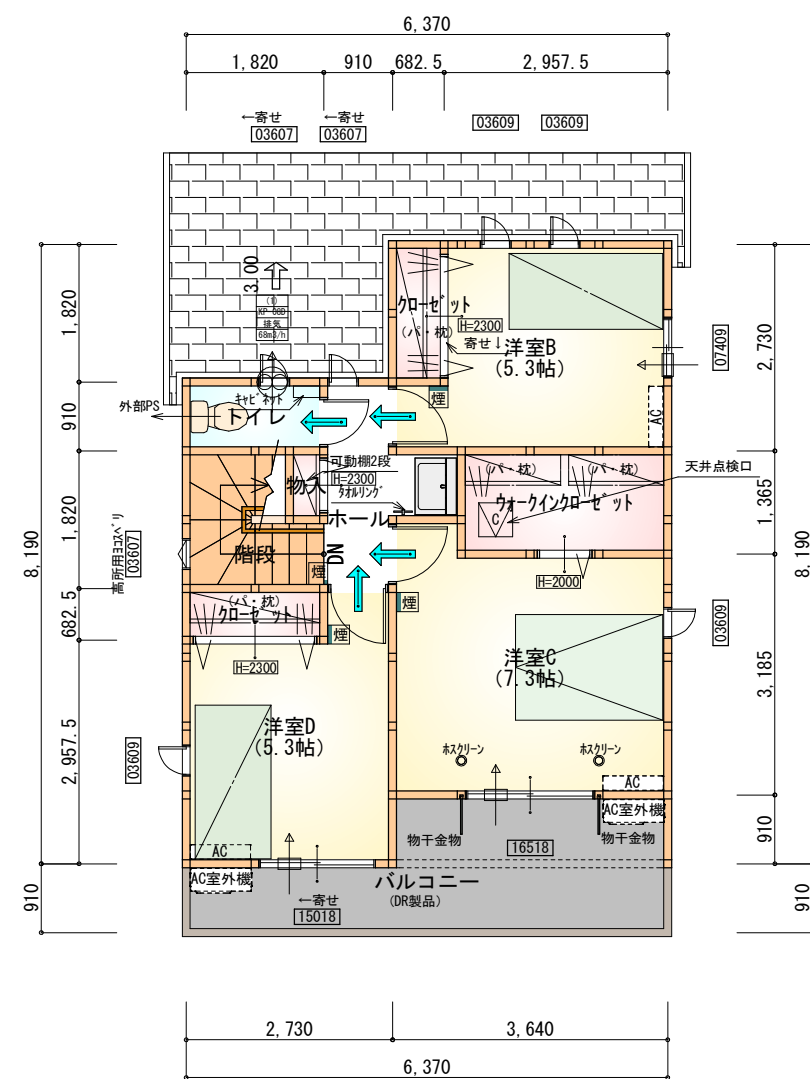 6,370
1,820
910
682.5
2,957.5
←寄せ
03607
←寄せ
03607
03609
03609
3.00
(1)
KP-08D
排気
68m3/h
1,820
910
1,820
682.5
2,957.5
8,190
910
2,730
1,365
3,185
910
8,190
910
クローゼット
(パ・枕)
H=2300
寄せ↓
洋室B
(5.3帖)
07409
AC
煙
外部PS
キャビネット
トイレ
可動棚2段
H=2300
タオルリング
物入
ホール
(パ・枕)
(パ・枕)
ウォークインクローゼット
C
天井点検口
H=2000
高所用ヨコスベリ
03607
階段
DN
煙
煙
煙
(パ・枕)
クローゼット
H=2300
洋室C
(7.3帖)
03609
洋室D
(5.3帖)
03609
ホスクリーン
ホスクリーン
AC
AC室外機
物干金物
16518
物干金物
AC
AC室外機
バルコニー
(DR製品)
←寄せ
15018
2,730
3,640
6,370